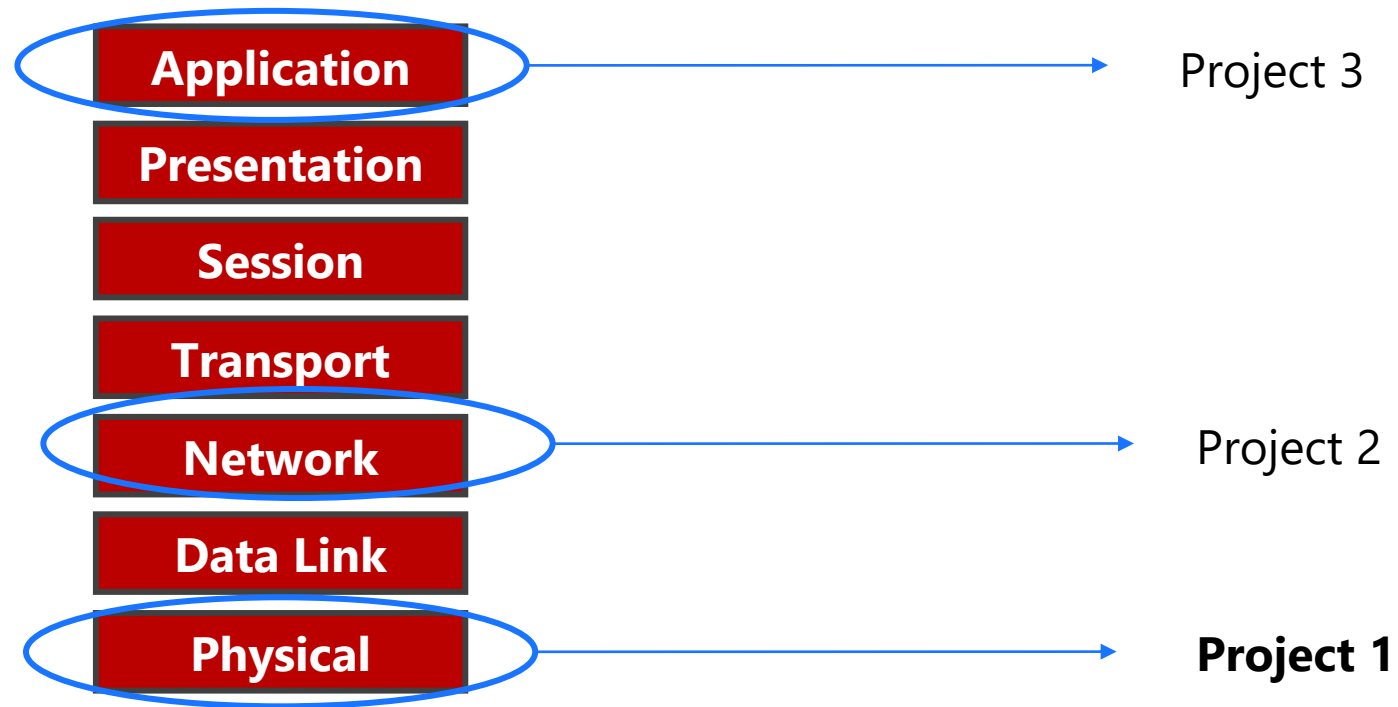 Application
Project 3
Presentation
Session
Transport
Network
Project 2
Data Link
Physical
Project 1